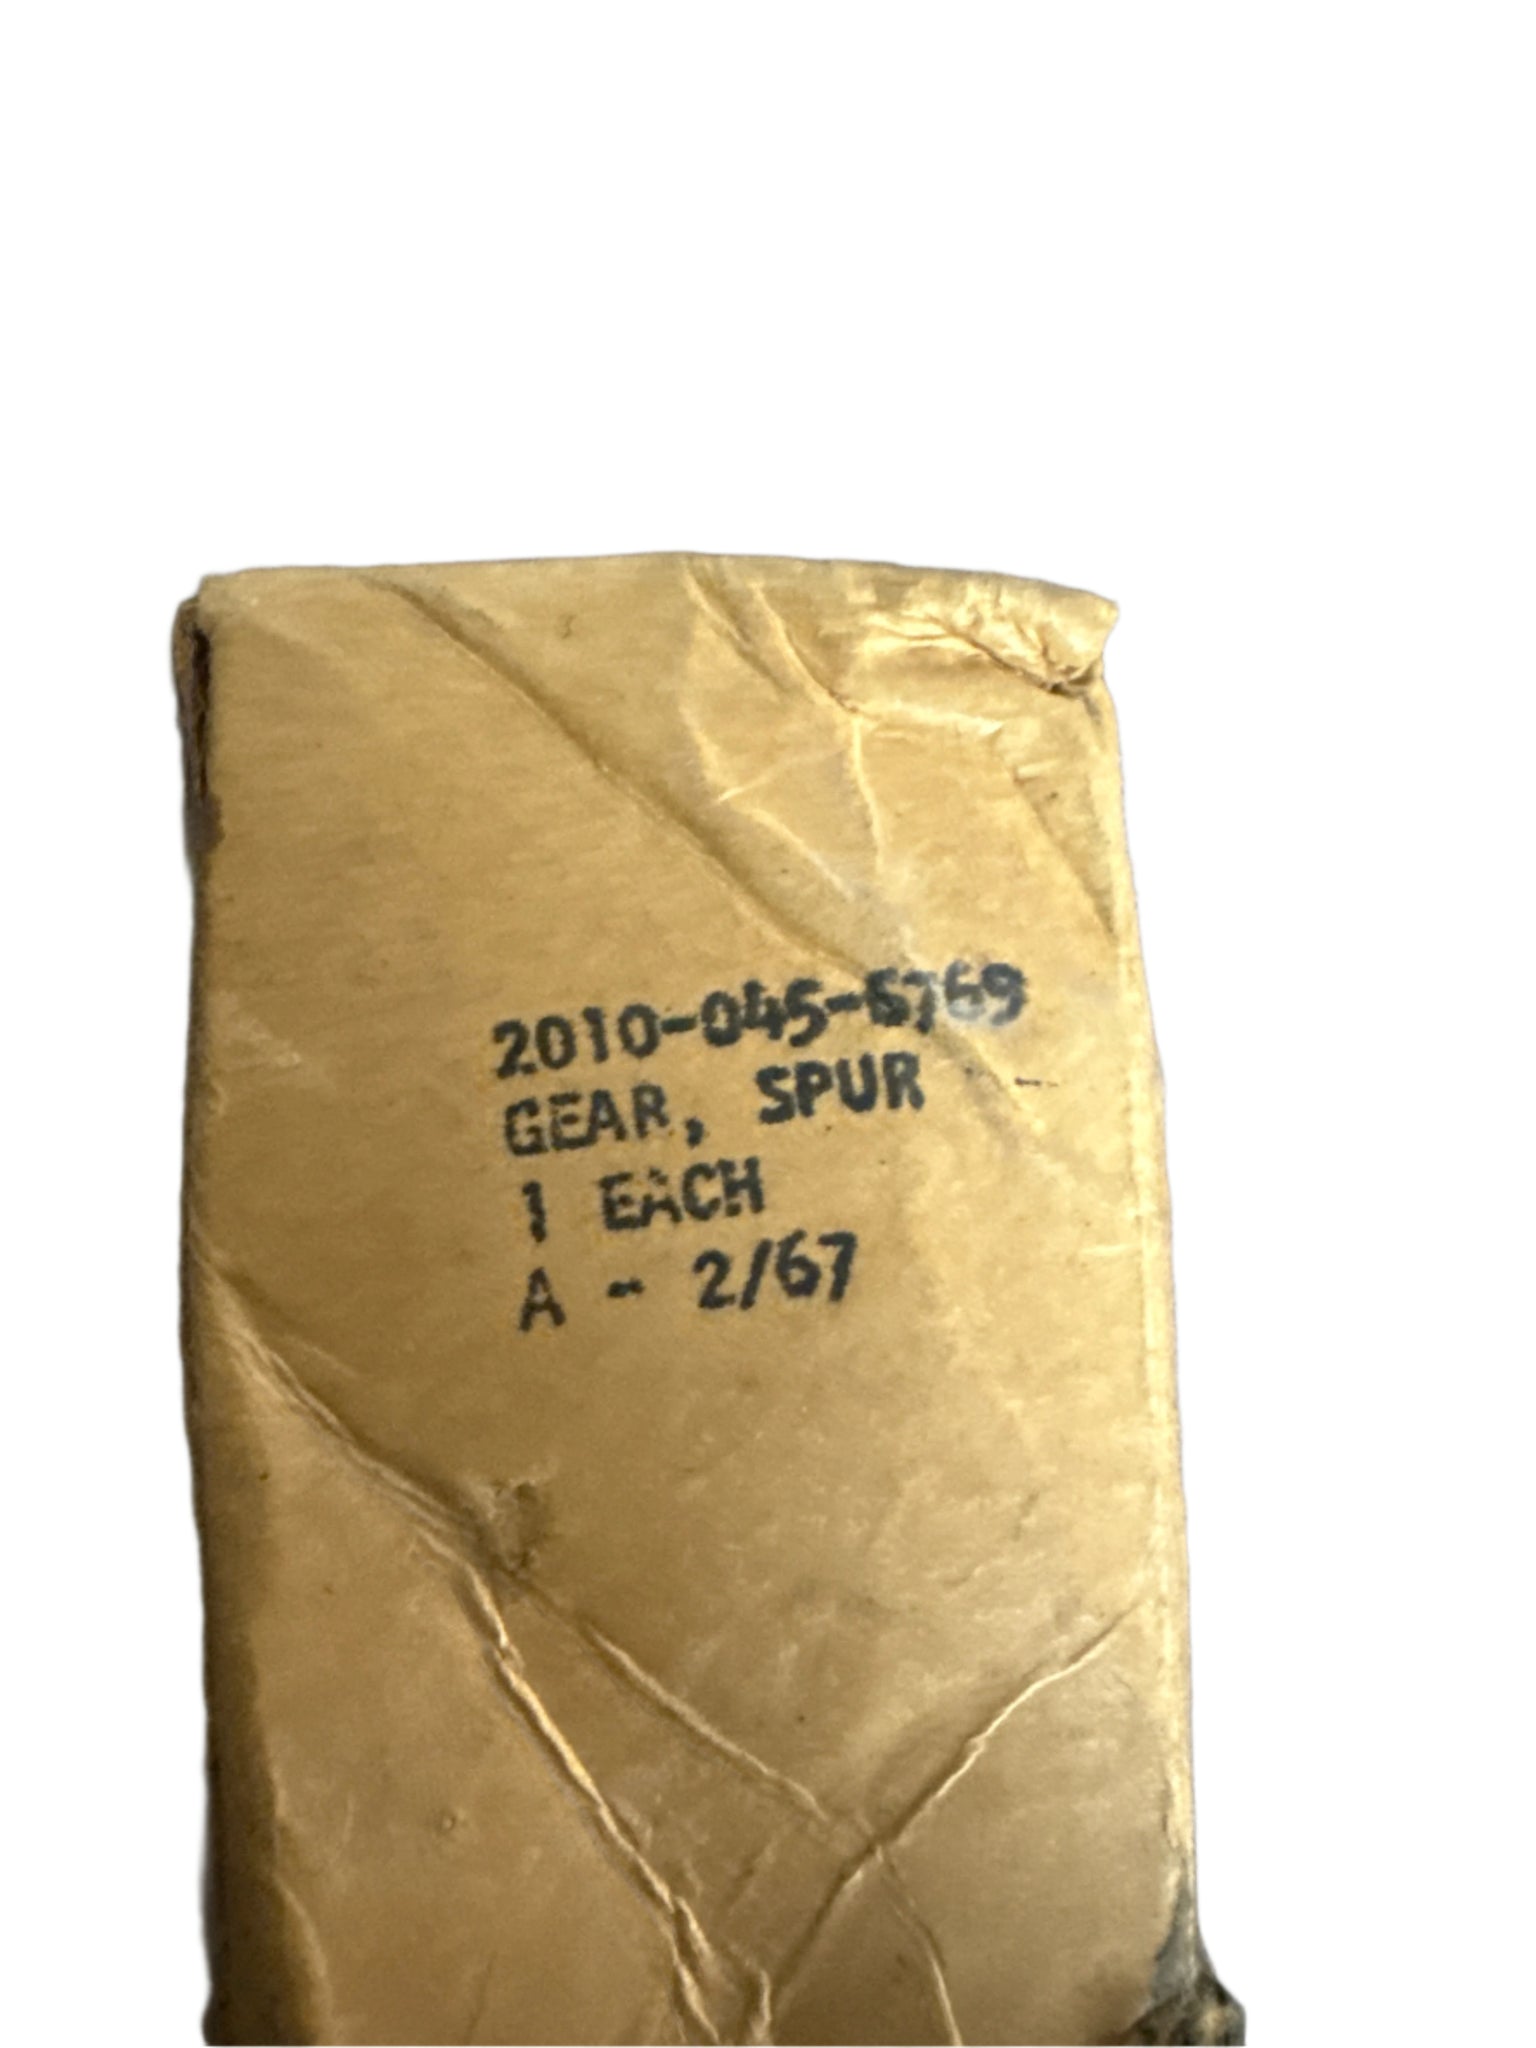 2010-045-6769
GEAR, SPUR
1 EACH
A - 2/67